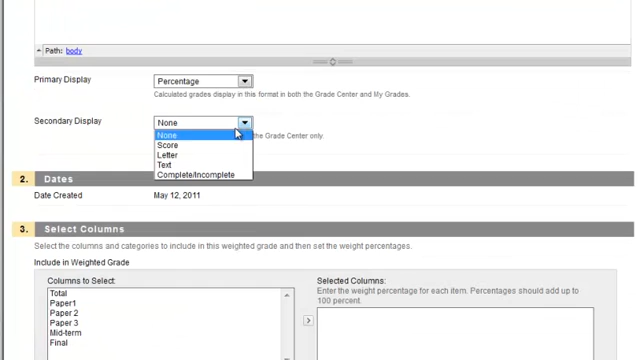 Path: body
Primary Display
Percentage
Calculated grades display in this format in both the Grade Center and My Grades.
Secondary Display
None
None
the Grade Center only.
Score
Letter
Text
Complete/Incomplete
2. Dates
Date Created
May 12, 2011
3. Select Columns
Select the columns and categories to include in this weighted grade and then set the weight percentages.
Include in Weighted Grade
Columns to Select:
Total
Paper1
Paper 2
Paper 3
Mid-term
Final
Selected Columns:
Enter the weight percentage for each item. Percentages should add up to
100 percent.